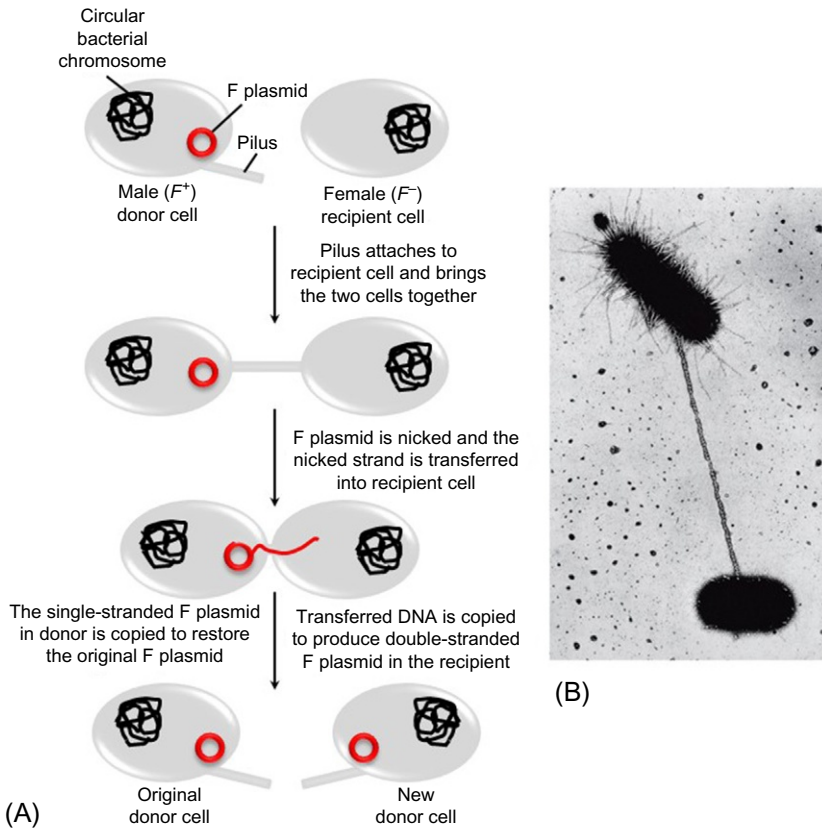 Circular
bacterial
chromosome
F plasmid
Pilus
Male (F⁺)
donor cell
Female (F⁻)
recipient cell
Pilus attaches to
recipient cell and brings
the two cells together
F plasmid is nicked and the
nicked strand is transferred
into recipient cell
The single-stranded F plasmid
in donor is copied to restore
the original F plasmid
Transferred DNA is copied
to produce double-stranded
F plasmid in the recipient
Original
donor cell
New
donor cell
(A)
(B)